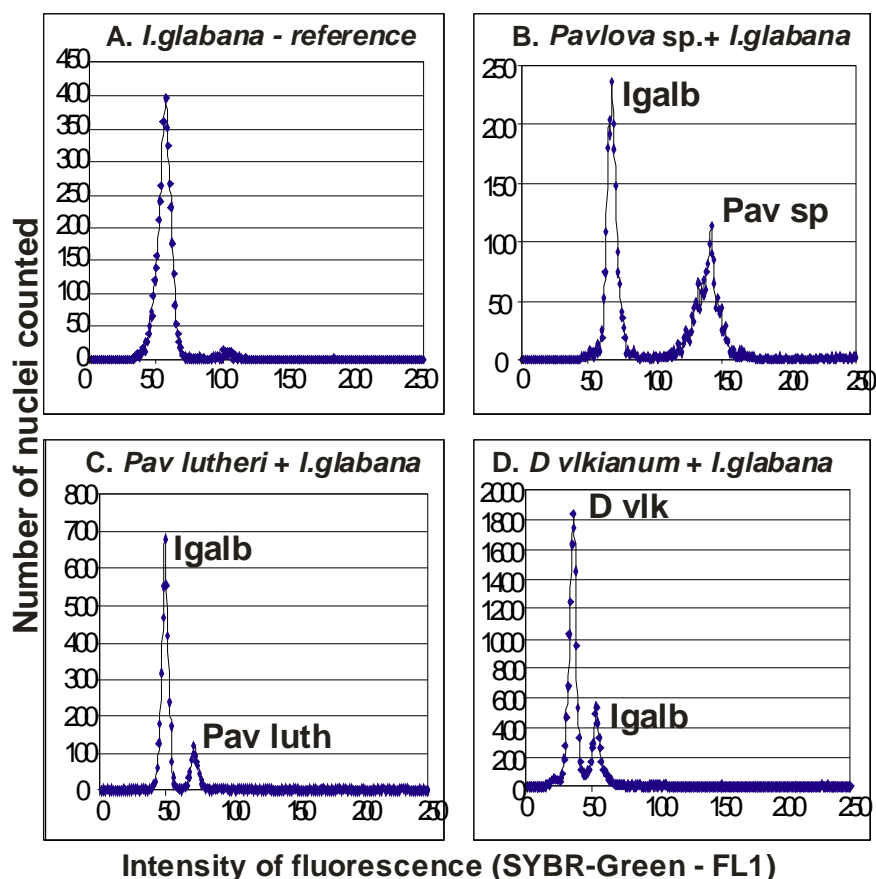 A. I.glabana - reference
450
400
350
300
250
200
150
100
50
0
0 50 100 150 200 250
B. Pavlova sp.+ I.glabana
250
200
150
100
50
0
Igalb
Pav sp
0 50 100 150 200 250
C. Pav lutheri + I.glabana
800
700
600
500
400
300
200
100
0
Igalb
Pav luth
0 50 100 150 200 250
D. D vlkianum + I.glabana
2000
1800
1600
1400
1200
1000
800
600
400
200
0
D vlk
Igalb
0 50 100 150 200 250
Number of nuclei counted
Intensity of fluorescence (SYBR-Green - FL1)